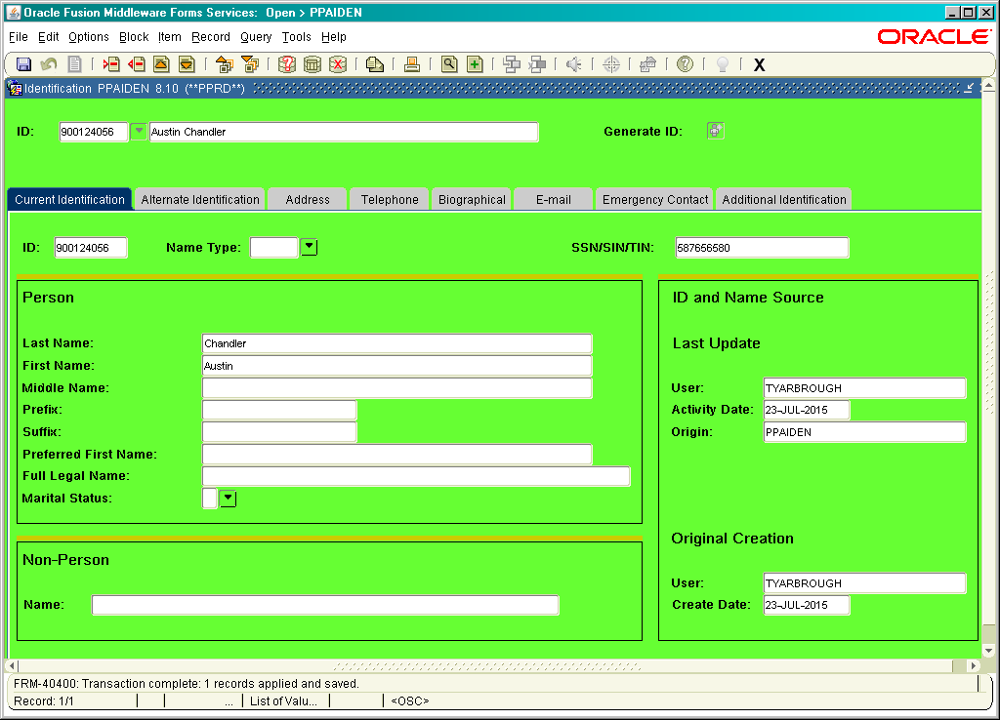 Oracle Fusion Middleware Forms Services: Open > PPAIDEN
File Edit Options Block Item Record Query Tools Help
ORACLE
X
Identification PPAIDEN 8.10 (**PPRD**)
ID: 900124056 Austin Chandler Generate ID:
Current Identification Alternate Identification Address Telephone Biographical E-mail Emergency Contact Additional Identification
ID: 900124056 Name Type: SSN/SIN/TIN: 587656580
Person
Last Name: Chandler
First Name: Austin
Middle Name:
Prefix:
Suffix:
Preferred First Name:
Full Legal Name:
Marital Status:
Non-Person
Name:
ID and Name Source
Last Update
User: TYARBROUGH
Activity Date: 23-JUL-2015
Origin: PPAIDEN
Original Creation
User: TYARBROUGH
Create Date: 23-JUL-2015
FRM-40400: Transaction complete: 1 records applied and saved.
Record: 1/1 ... List of Valu... <OSC>